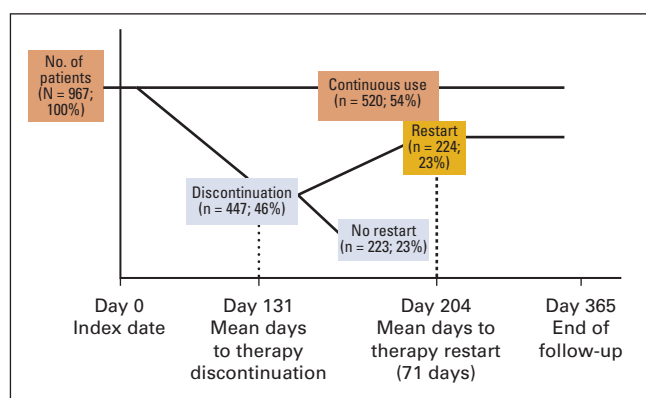 No. of
patients
(N = 967;
100%)
Continuous use
(n = 520; 54%)
Restart
(n = 224;
23%)
Discontinuation
(n = 447; 46%)
No restart
(n = 223; 23%)
Day 0
Index date
Day 131
Mean days
to therapy
discontinuation
Day 204
Mean days to
therapy restart
(71 days)
Day 365
End of
follow-up